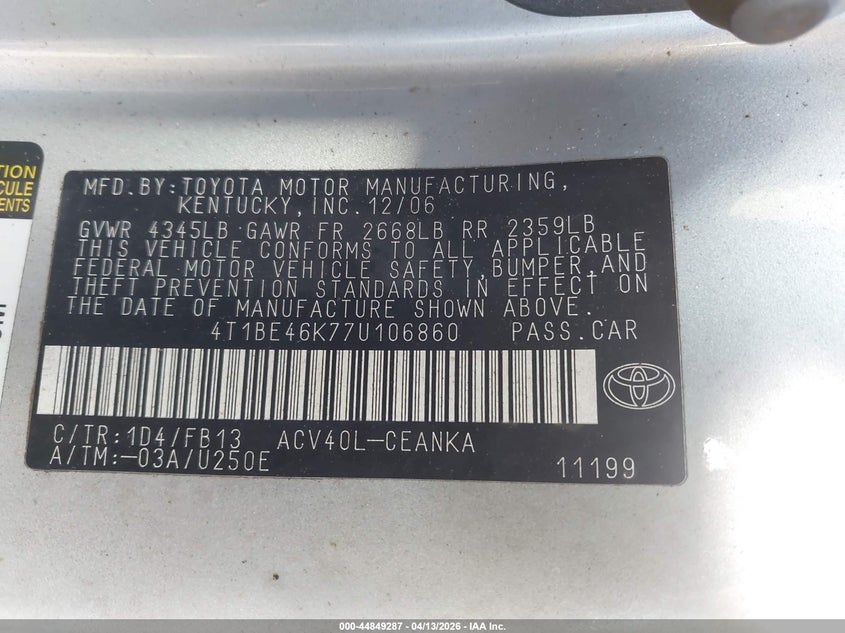 TION
ICULE
ENTS
MFD.BY:TOYOTA MOTOR MANUFACTURING,
KENTUCKY,INC.12/06
GVWR 4345LB GAWR FR 2668LB RR 2359LB
THIS VEHICLE CONFORMS TO ALL APPLICABLE
FEDERAL MOTOR VEHICLE SAFETY,BUMPER,AND
THEFT PREVENTION STANDARDS IN EFFECT ON
THE DATE OF MANUFACTURE SHOWN ABOVE.
4T1BE46K77U106860 PASS.CAR
C/TR:1D4/FB13 ACV40L-CEANKA
A/TM:-03A/U250E 11199
000-44849287 - 04/13/2026 - IAA Inc.